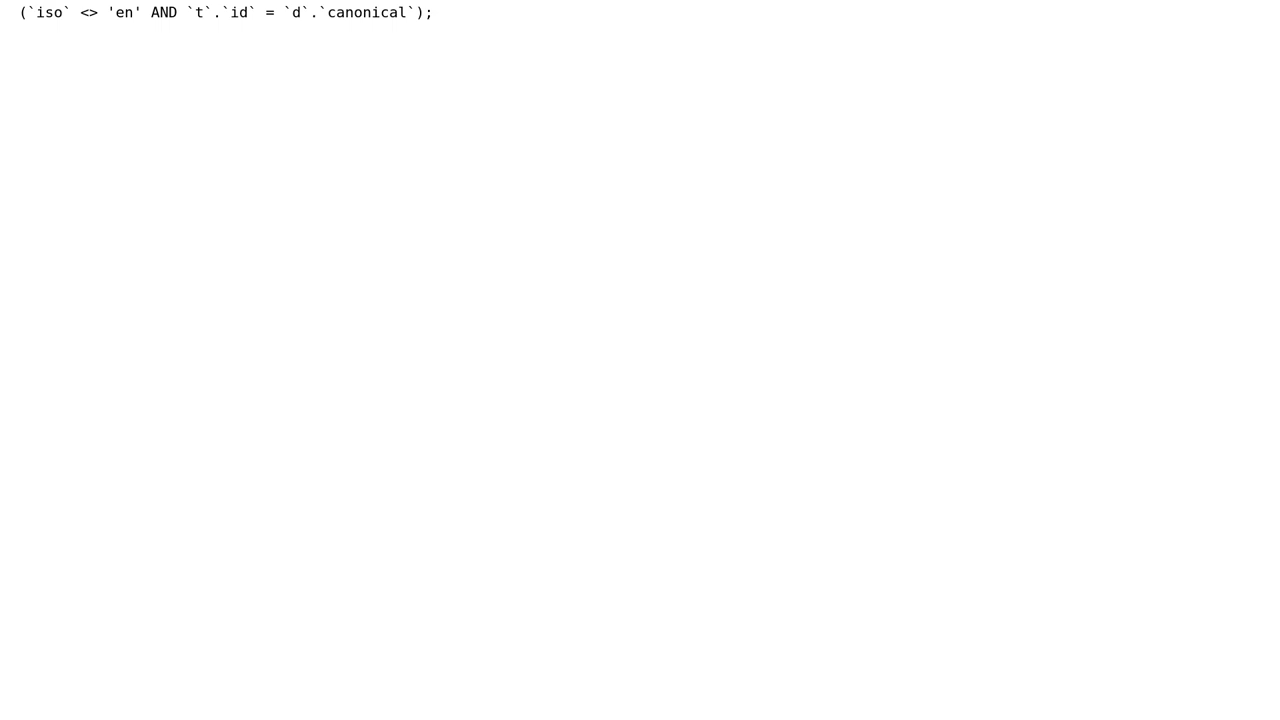 (`iso` <> 'en' AND `t`.`id` = `d`.`canonical`);